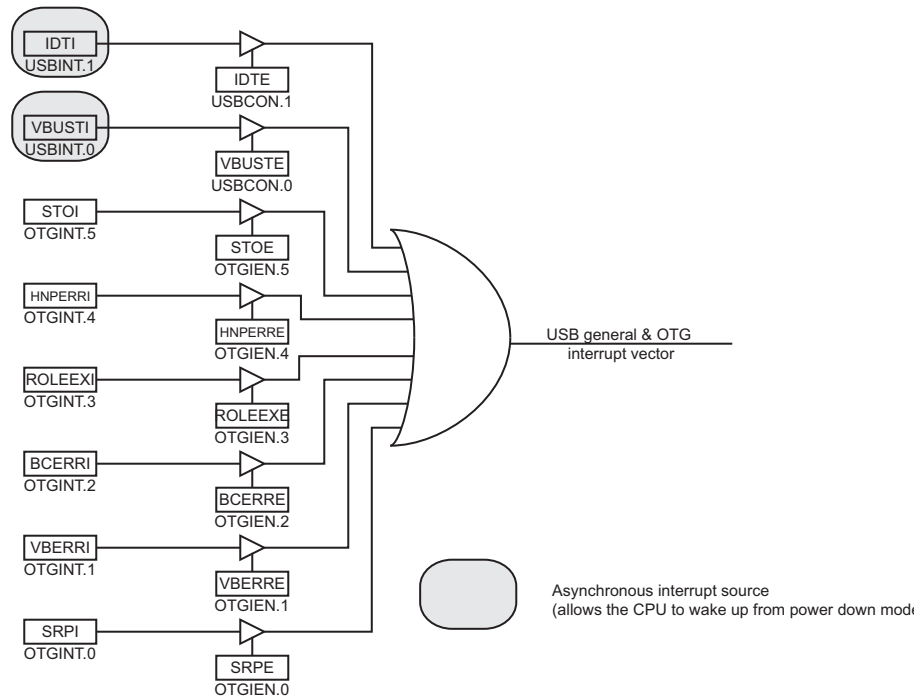 IDTI
USBINT.1
IDTE
USBCON.1
VBUSTI
USBINT.0
VBUSTE
USBCON.0
STOI
OTGINT.5
STOE
OTGIEN.5
HNPERRI
OTGINT.4
HNPERRE
OTGIEN.4
USB general & OTG
interrupt vector
ROLEEXI
OTGINT.3
ROLEEXE
OTGIEN.3
BCERRI
OTGINT.2
BCERRE
OTGIEN.2
VBERRI
OTGINT.1
VBERRE
OTGIEN.1
Asynchronous interrupt source
(allows the CPU to wake up from power down mode
SRPI
OTGINT.0
SRPE
OTGIEN.0